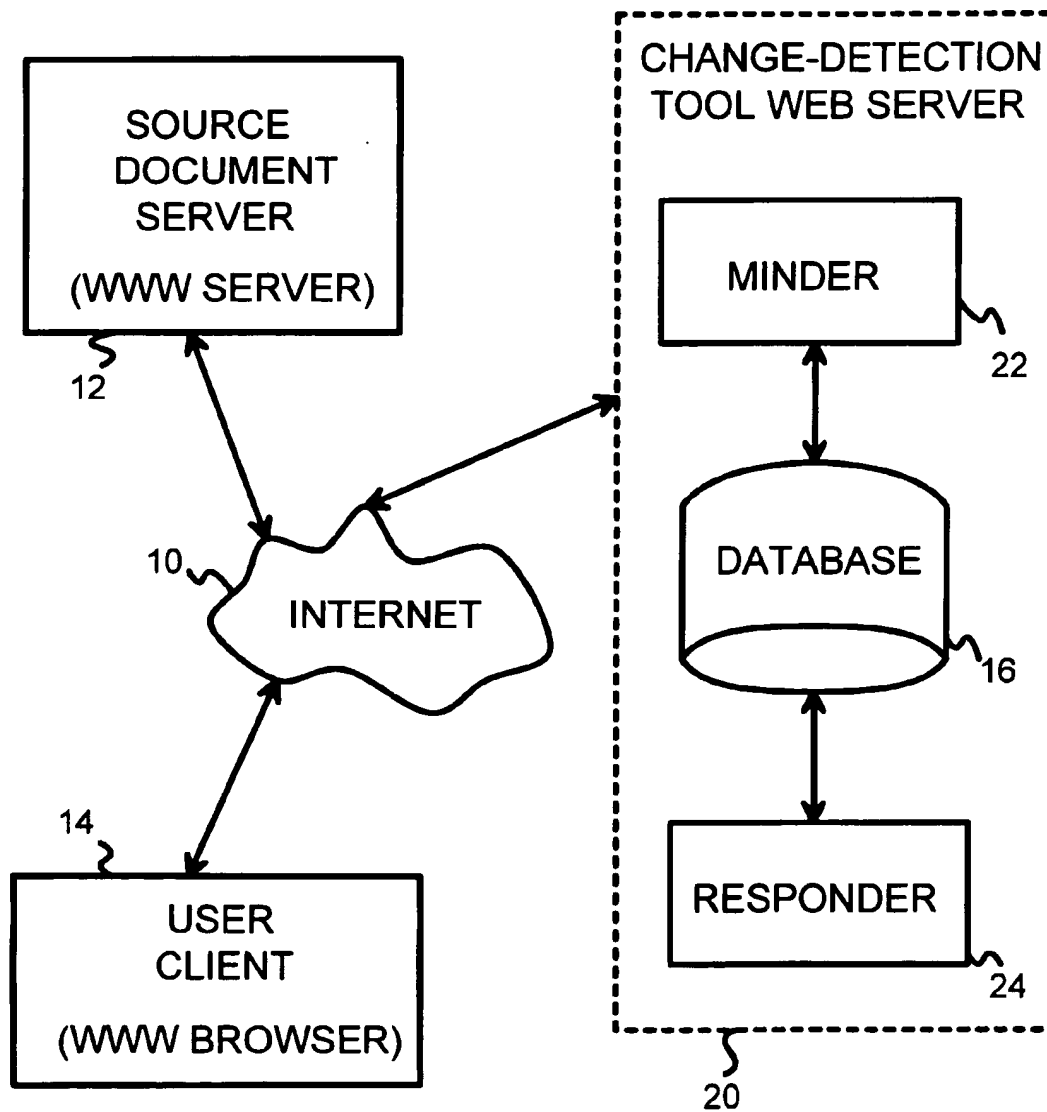 SOURCE
DOCUMENT
SERVER
(WWW SERVER)
12
CHANGE-DETECTION
TOOL WEB SERVER
MINDER
22
10
INTERNET
DATABASE
16
14
USER
CLIENT
(WWW BROWSER)
RESPONDER
24
20